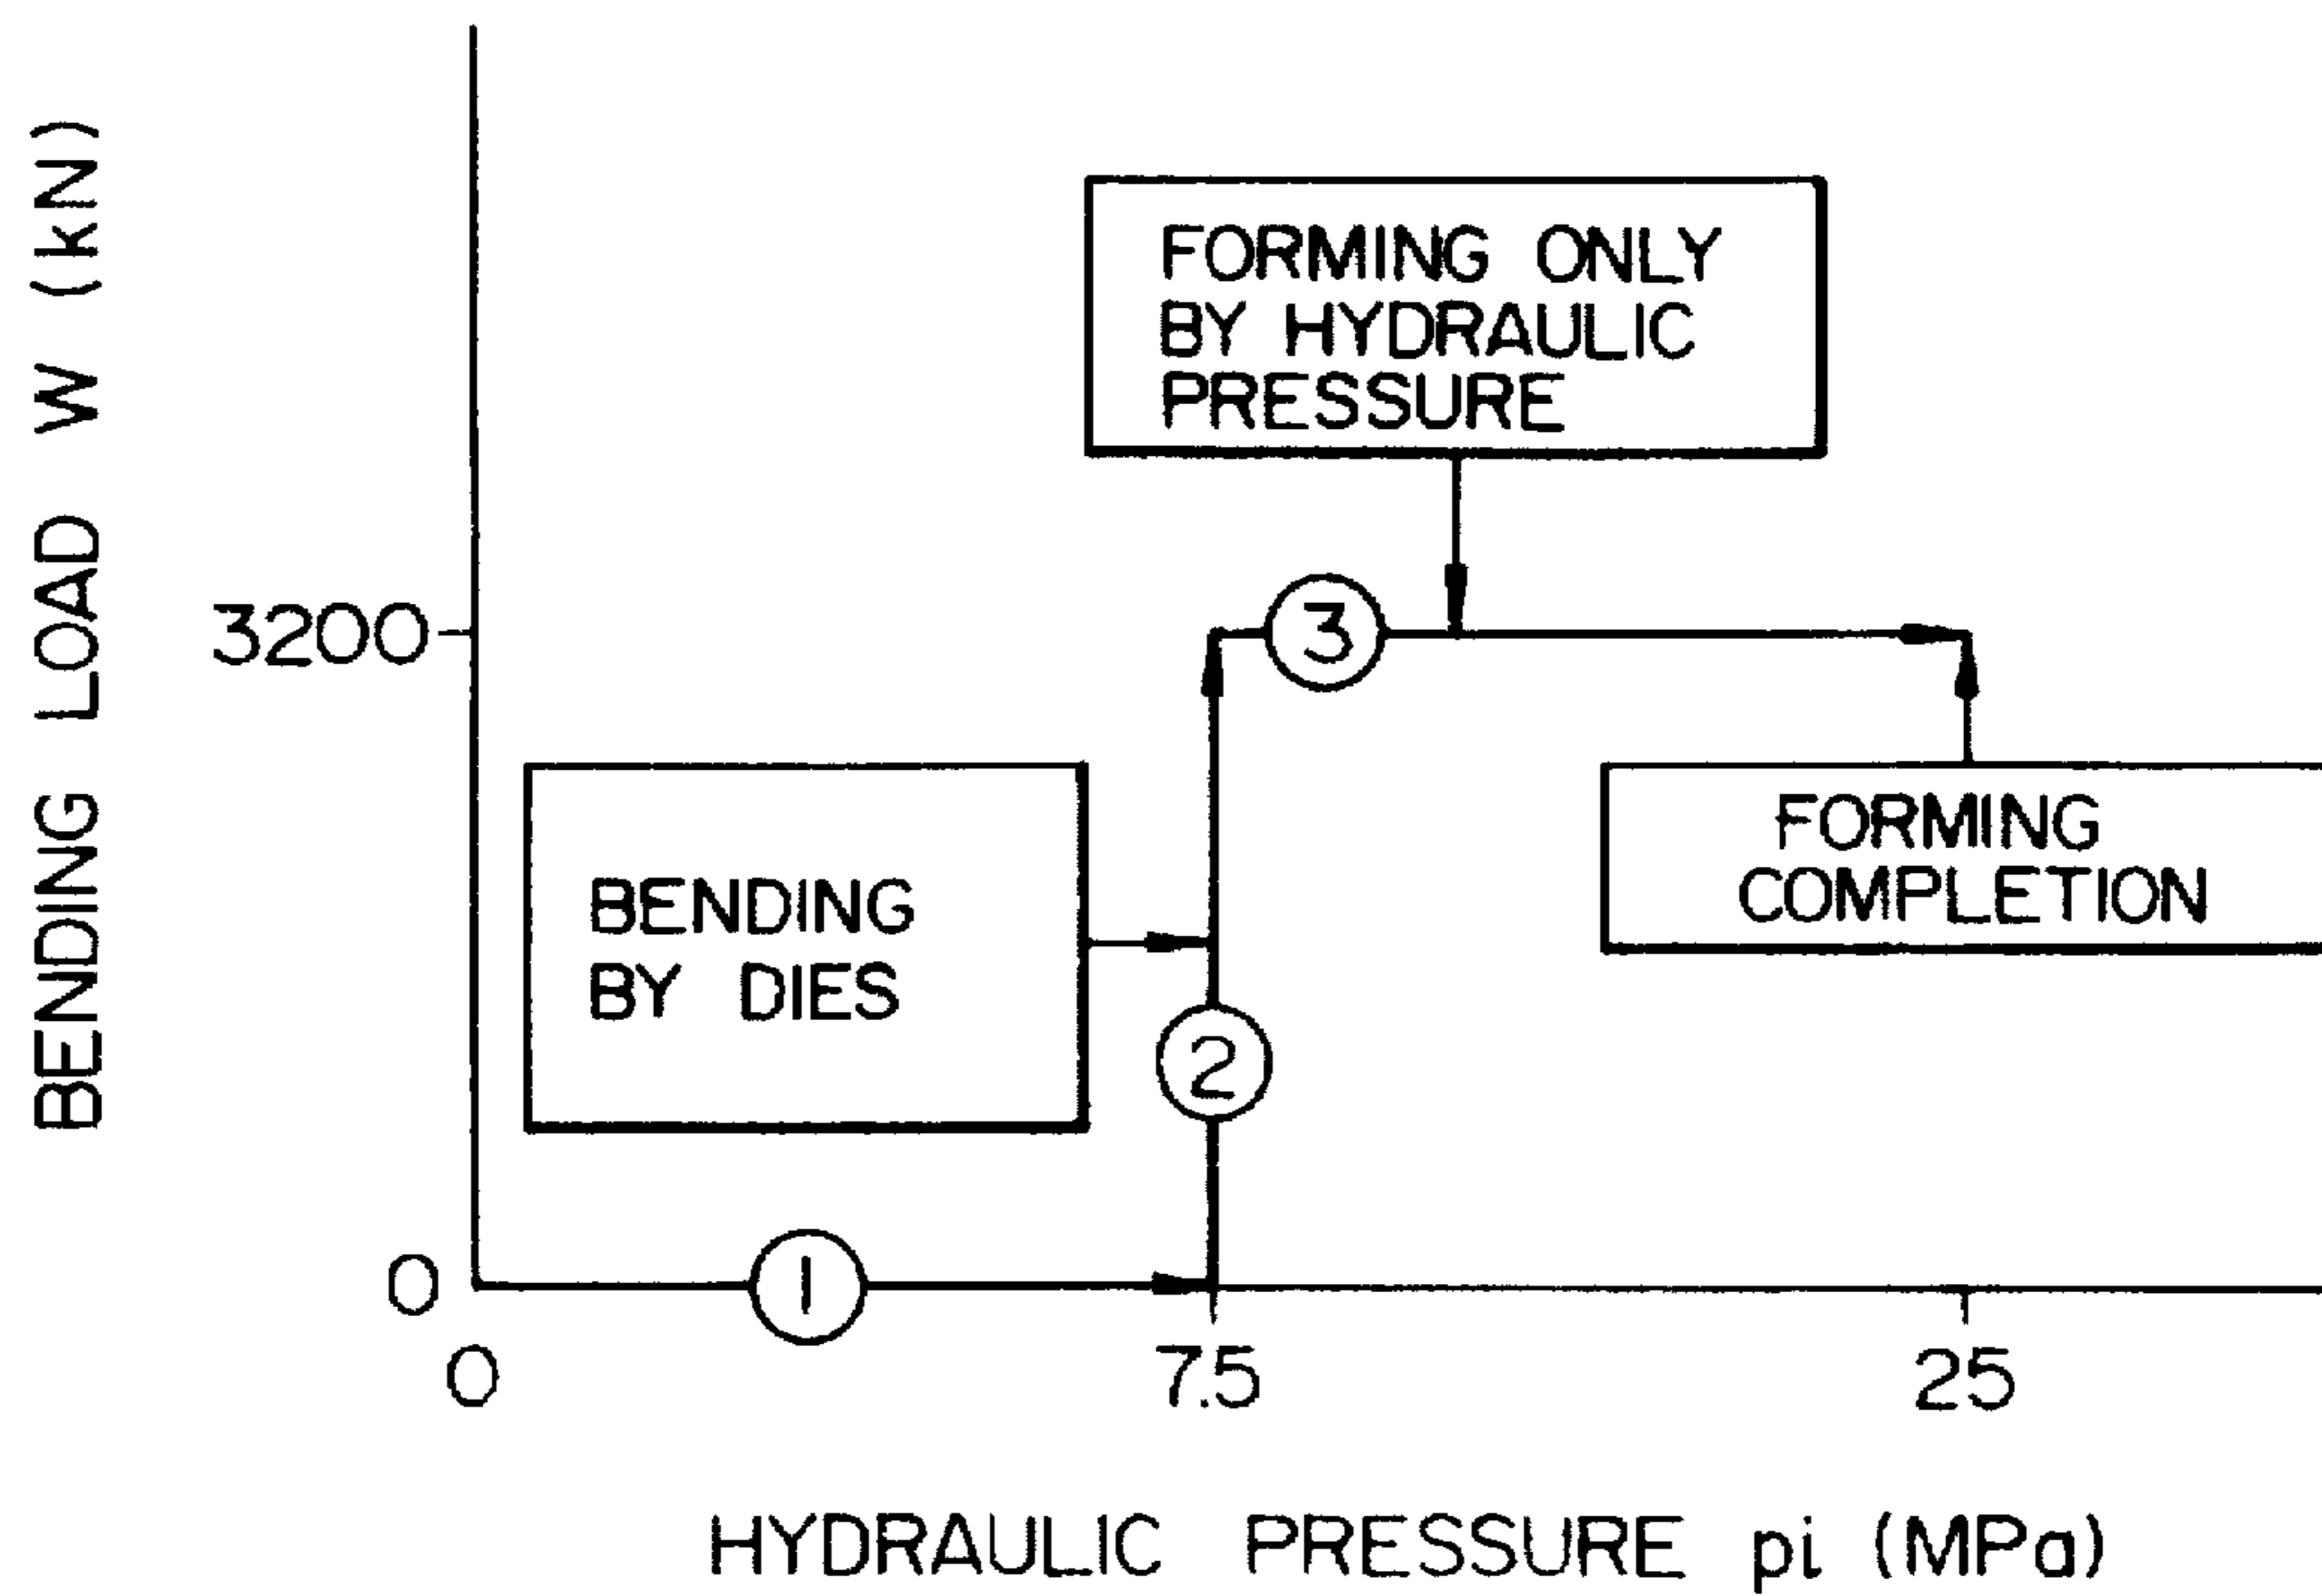 BENDING LOAD W (kN)
FORMING ONLY
BY HYDRAULIC
PRESSURE
3200
3
BENDING
BY DIES
FORMING
COMPLETION
2
0
1
0
7.5
25
HYDRAULIC PRESSURE pi (MPa)